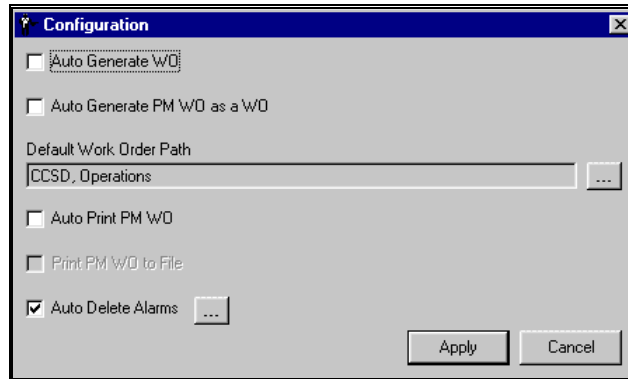 Configuration
Auto Generate WO
Auto Generate PM WO as a WO
Default Work Order Path
CCSD, Operations
...
Auto Print PM WO
Print PM WO to File
Auto Delete Alarms ...
Apply Cancel